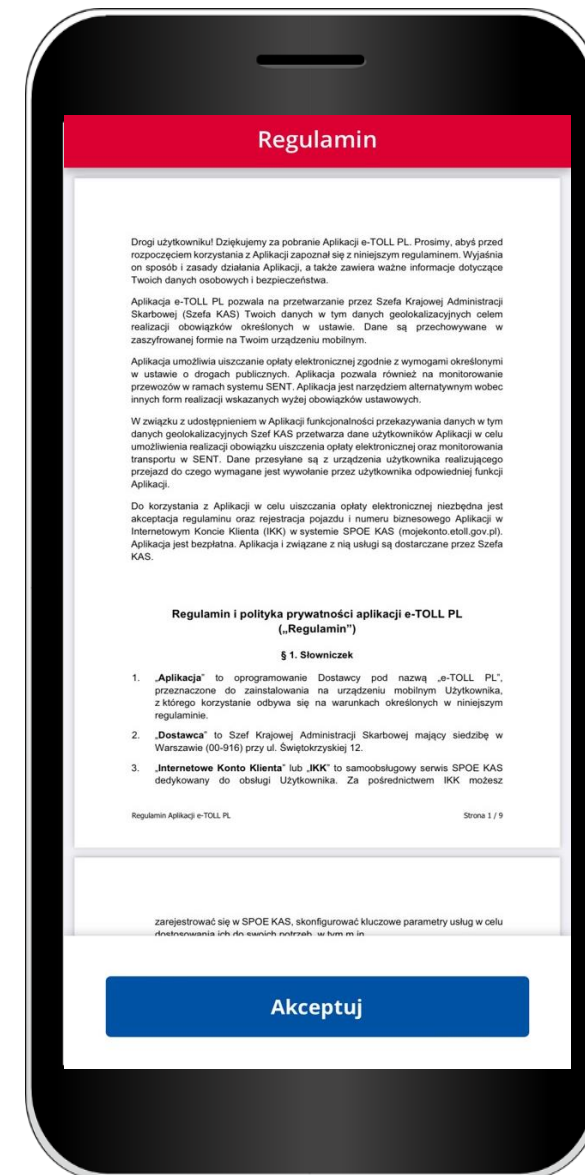 Regulamin
Drogi użytkowniku! Dziękujemy za pobranie Aplikacji e-TOLL PL. Prosimy, abyś przed
rozpoczęciem korzystania z Aplikacji zapoznał się z niniejszym regulaminem. Wyjaśnia
on sposób i zasady działania Aplikacji, a także zawiera ważne informacje dotyczące
Twoich danych osobowych i bezpieczeństwa.
Aplikacja e-TOLL PL pozwala na przetwarzanie przez Szefa Krajowej Administracji
Skarbowej (Szefa KAS) Twoich danych w tym danych geolokalizacyjnych celem
realizacji obowiązków określonych w ustawie. Dane są przechowywane w
zaszyfrowanej formie na Twoim urządzeniu mobilnym.
Aplikacja umożliwia uiszczanie opłaty elektronicznej zgodnie z wymogami określonymi
w ustawie o drogach publicznych. Aplikacja pozwala również na monitorowanie
przewozów w ramach systemu SENT. Aplikacja jest narzędziem alternatywnym wobec
innych form realizacji wskazanych wyżej obowiązków ustawowych.
W związku z udostępnieniem w Aplikacji funkcjonalności przekazywania danych w tym
danych geolokalizacyjnych Szef KAS przetwarza dane użytkowników Aplikacji w celu
umożliwienia realizacji obowiązku uiszczenia opłaty elektronicznej oraz monitorowania
transportu w SENT. Dane przesyłane są z urządzenia użytkownika realizującego
przejazd do czego wymagane jest wywołanie przez użytkownika odpowiedniej funkcji
Aplikacji.
Do korzystania z Aplikacji w celu uiszczania opłaty elektronicznej niezbędna jest
akceptacja regulaminu oraz rejestracja pojazdu i numeru biznesowego Aplikacji w
Internetowym Koncie Klienta (IKK) w systemie SPOE KAS (mojekonto.etoll.gov.pl).
Aplikacja jest bezpłatna. Aplikacja i związane z nią usługi są dostarczane przez Szefa
KAS.
Regulamin i polityka prywatności aplikacji e-TOLL PL
(„Regulamin”)
§ 1. Słowniczek
1. „Aplikacja” to oprogramowanie Dostawcy pod nazwą „e-TOLL PL”,
przeznaczone do zainstalowania na urządzeniu mobilnym Użytkownika,
z którego korzystanie odbywa się na warunkach określonych w niniejszym
regulaminie.
2. „Dostawca” to Szef Krajowej Administracji Skarbowej mający siedzibę w
Warszawie (00-916) przy ul. Świętokrzyskiej 12.
3. „Internetowe Konto Klienta” lub „IKK” to samoobsługowy serwis SPOE KAS
dedykowany do obsługi Użytkownika. Za pośrednictwem IKK możesz
Regulamin Aplikacji e-TOLL PL Strona 1 / 9
zarejestrować się w SPOE KAS, skonfigurować kluczowe parametry usług w celu
dostosowania ich do swoich potrzeb, w tym m.in.
Akceptuj